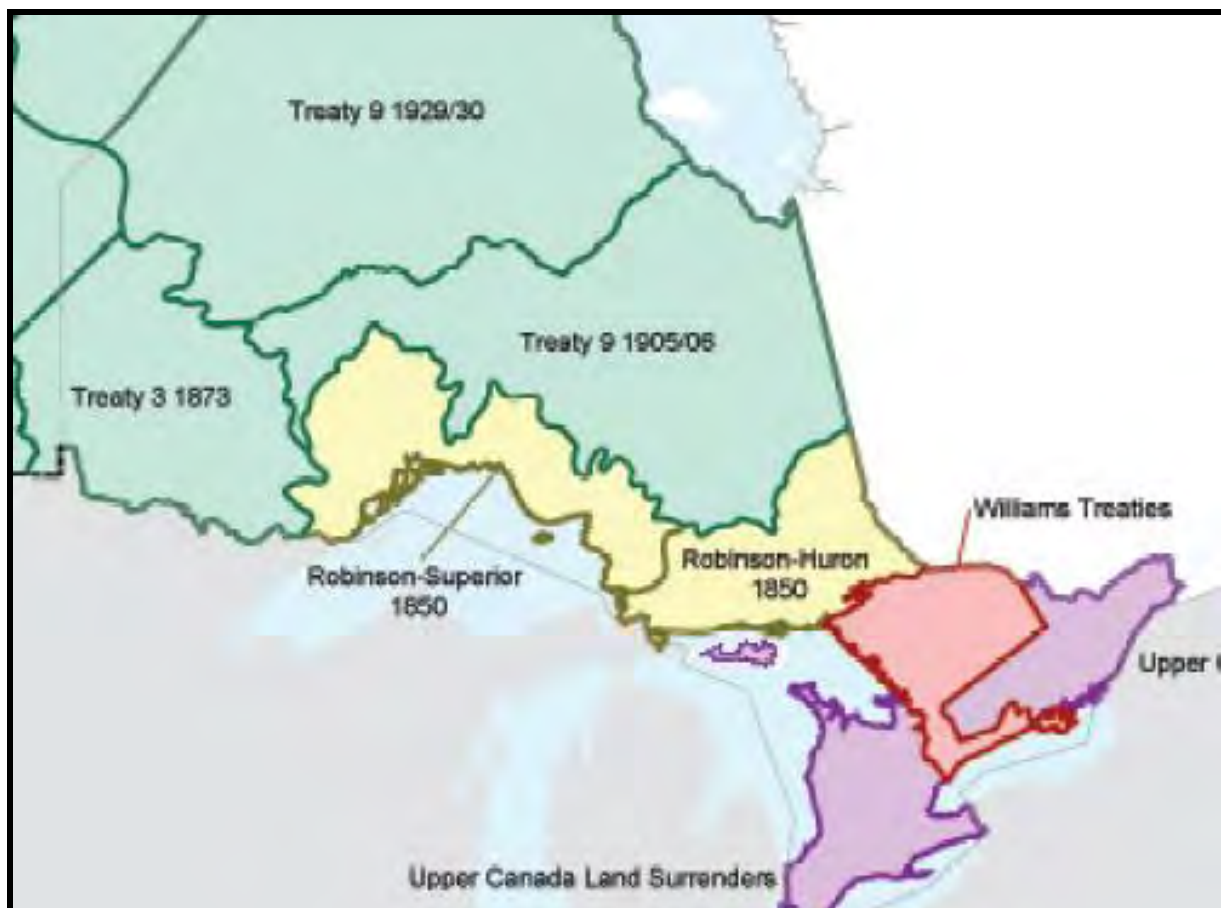 Treaty 9 1929/30
Treaty 9 1905/06
Treaty 3 1873
Williams Treaties
Robinson-Huron
1850
Robinson-Superior
1850
Upper
Upper Canada Land Surrenders